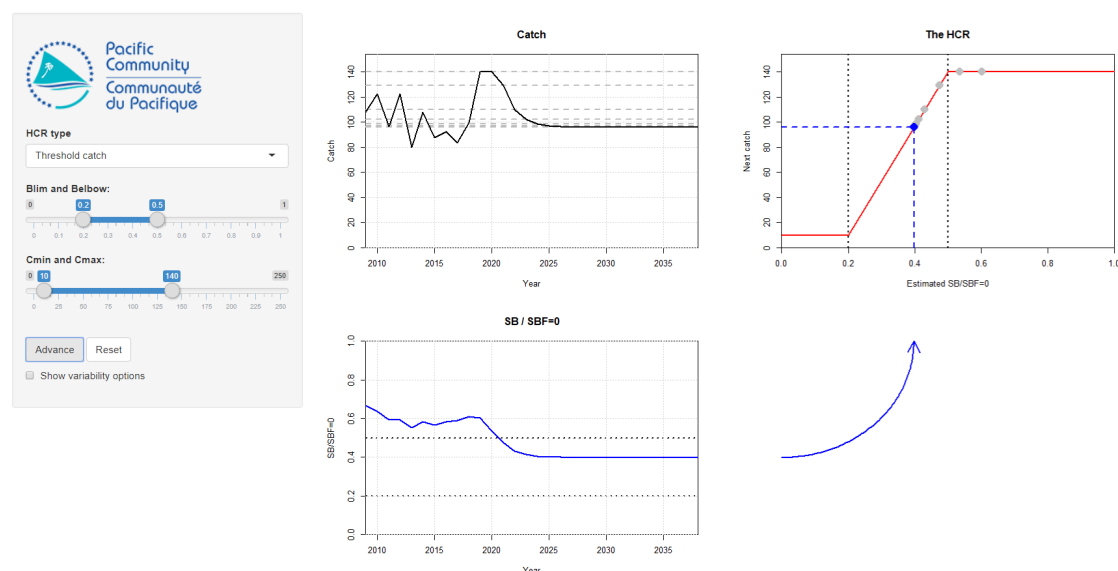 Pacific
Community
Communauté
du Pacifique
HCR type
Threshold catch
Blim and Belbow:
0 0.2 0.5 1
0 0.1 0.2 0.3 0.4 0.5 0.6 0.7 0.8 0.9 1
Cmin and Cmax:
0 10 140 250
0 25 50 75 100 125 150 175 200 225 250
Advance Reset
Show variability options
Catch
140
120
100
80
60
40
20
0
Catch
2010 2015 2020 2025 2030 2035
Year
The HCR
140
120
100
80
60
40
20
0
Next catch
0.0 0.2 0.4 0.6 0.8 1.0
Estimated SB/SBF=0
SB / SBF=0
1.0
0.8
0.6
0.4
0.2
0.0
SB/SBF=0
2010 2015 2020 2025 2030 2035
Year